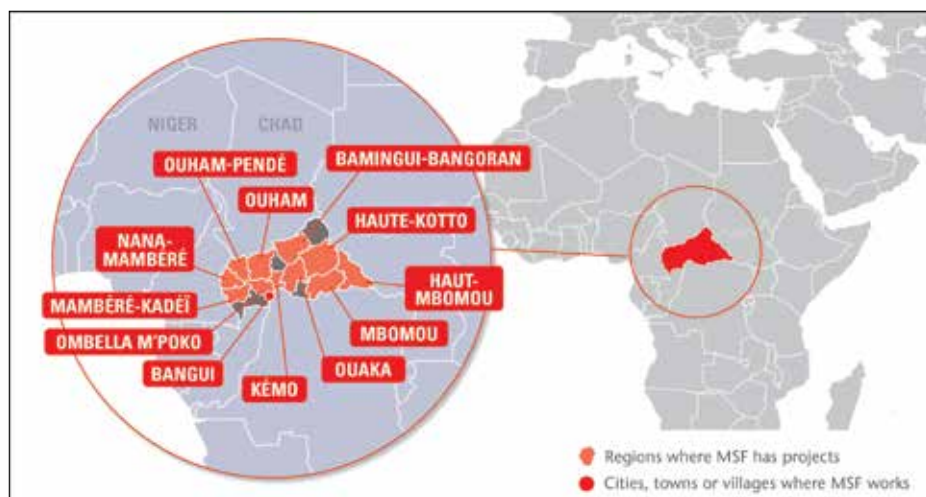 NIGER
CHAD
OUHAM-PENDÉ
BAMINGUI-BANGORAN
OUHAM
HAUTE-KOTTO
NANA-
MAMBÉRÉ
HAUT-
MBOMOU
MAMBÉRÉ-KADÉÏ
MBOMOU
OMBELLA M'POKO
OUAKA
BANGUI
KÉMO
Regions where MSF has projects
Cities, towns or villages where MSF works